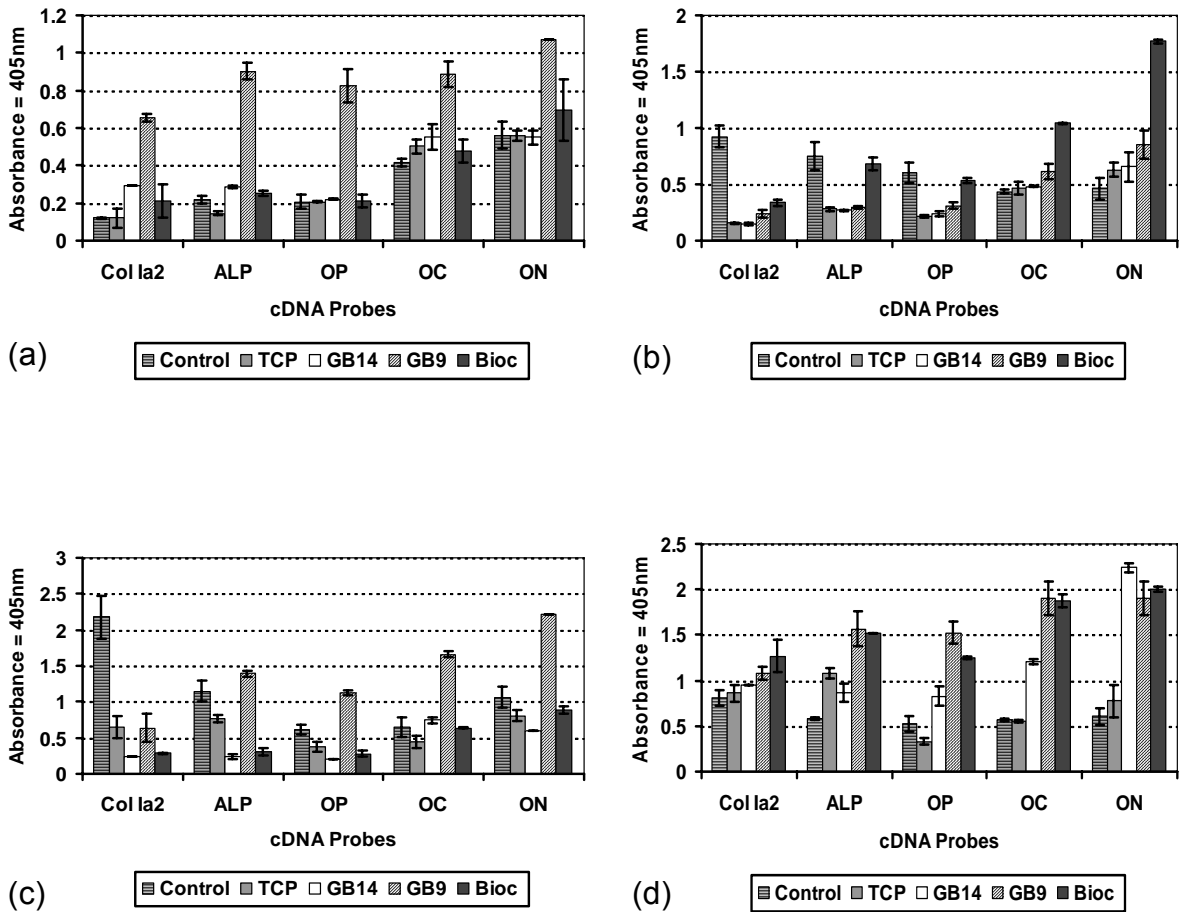 1.2
1
0.8
0.6
0.4
0.2
0
Absorbance = 405nm
Col Ia2 ALP OP OC ON
cDNA Probes
(a)
Control TCP GB14 GB9 Bioc
2
1.5
1
0.5
0
Absorbance = 405nm
Col Ia2 ALP OP OC ON
cDNA Probes
(b)
Control TCP GB14 GB9 Bioc
3
2.5
2
1.5
1
0.5
0
Absorbance = 405nm
Col Ia2 ALP OP OC ON
cDNA Probes
(c)
Control TCP GB14 GB9 Bioc
2.5
2
1.5
1
0.5
0
Absorbance = 405nm
Col Ia2 ALP OP OC ON
cDNA Probes
(d)
Control TCP GB14 GB9 Bioc